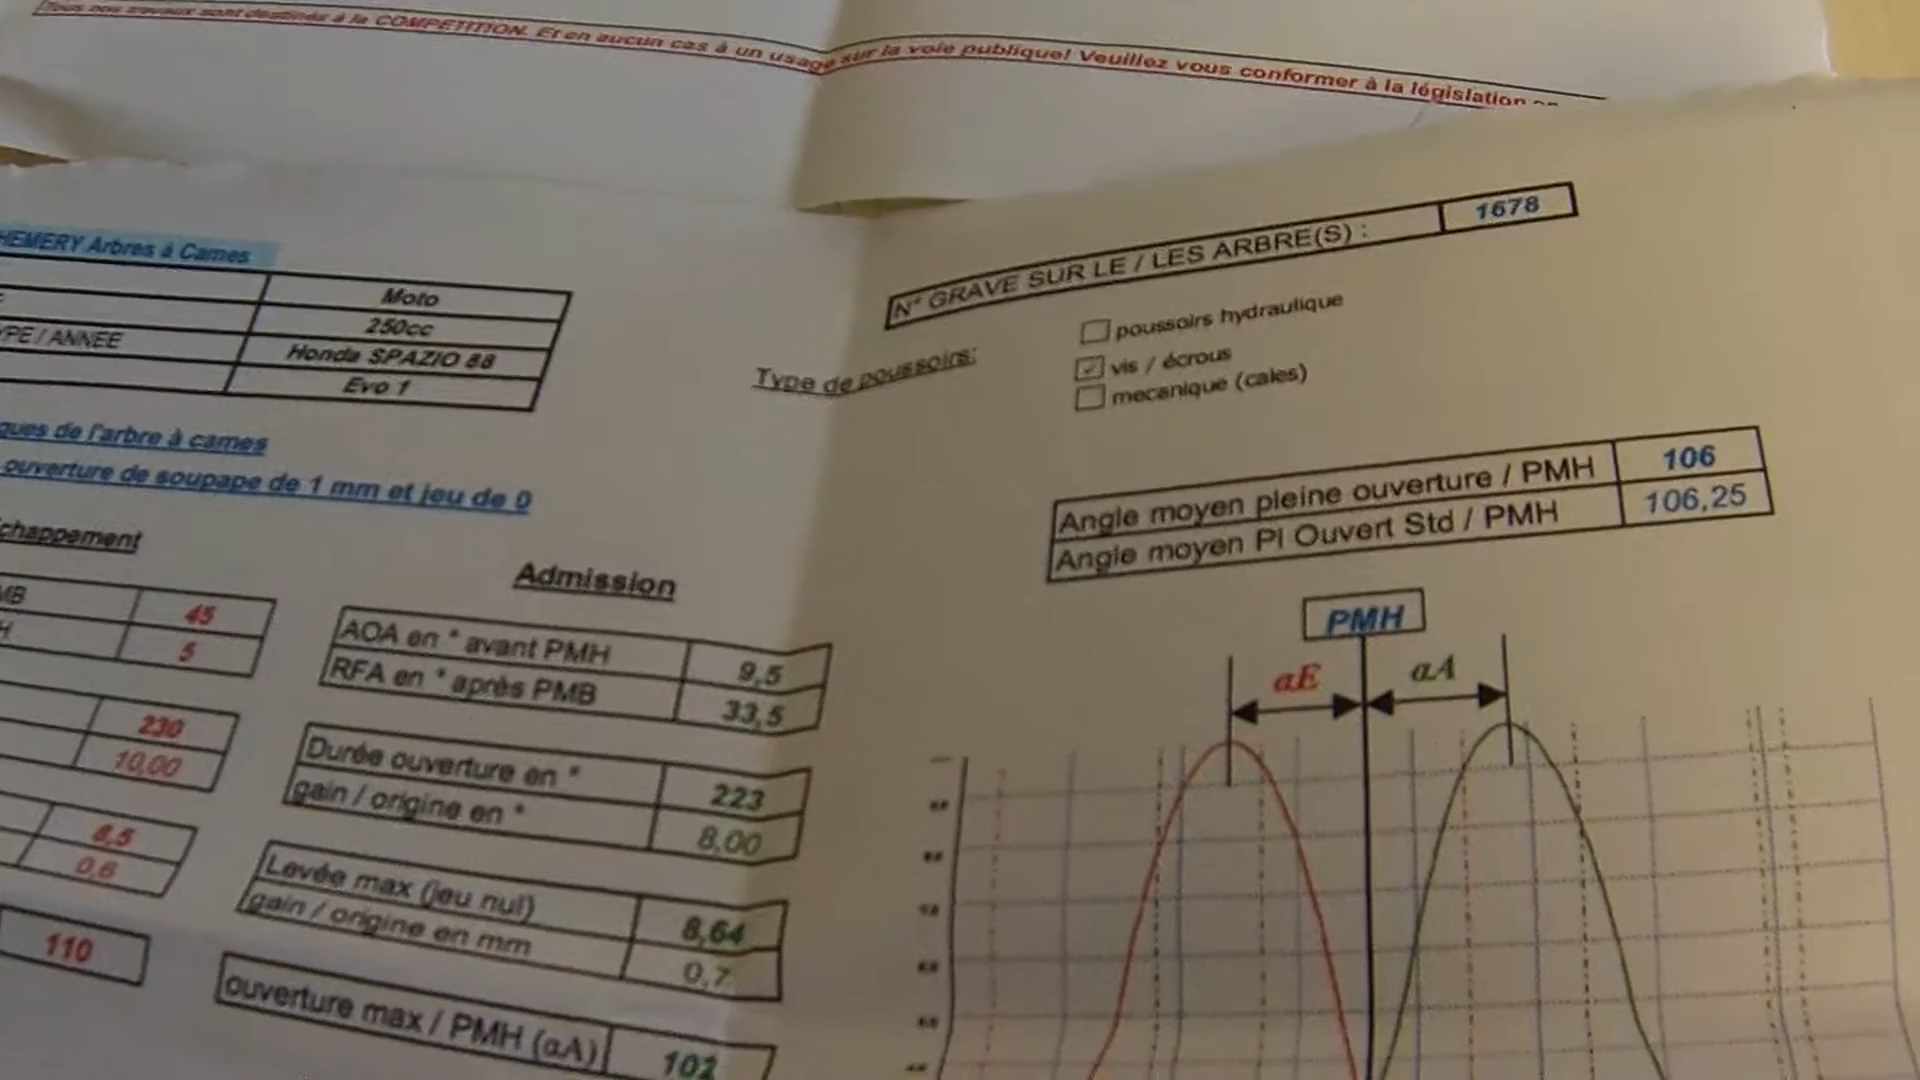 Tous nos travaux sont destinés à la COMPETITION. Et en aucun cas à un usage sur la voie publique! Veuillez vous conformer à la législation en
HEMERY Arbres à Cames
Moto
250cc
YPE / ANNEE Honda SPAZIO 88
Evo 1
N° GRAVE SUR LE / LES ARBRE(S) : 1678
Type de poussoirs:
poussoirs hydraulique
vis / écrous
mecanique (cales)
ques de l'arbre à cames
ouverture de soupape de 1 mm et jeu de 0
Angle moyen pleine ouverture / PMH 106
Angle moyen Pl Ouvert Std / PMH 106,25
chappement
MB 45
H 5
230
10,00
8,5
0,6
110
Admission
AOA en ° avant PMH 9,5
RFA en ° après PMB 33,5
Durée ouverture en ° 223
gain / origine en ° 8,00
Levée max (jeu nul) 8,64
gain / origine en mm 0,7
ouverture max / PMH (aA) 102
PMH
aE aA